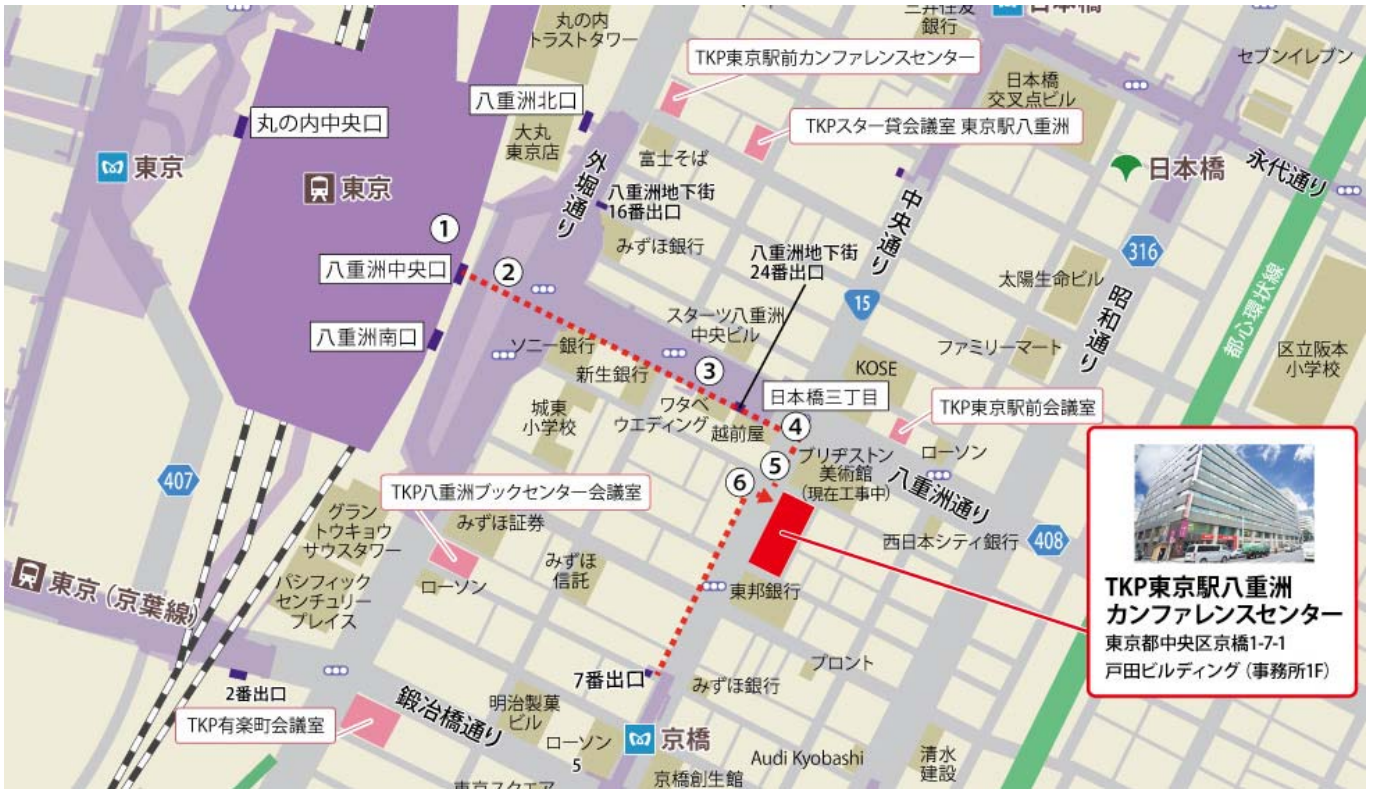 丸の内
トラストタワー
三井住友
銀行
日本橋
セブンイレブン
TKP東京駅前カンファレンスセンター
日本橋
交叉点ビル
八重洲北口
丸の内中央口
TKPスター貸会議室 東京駅八重洲
大丸
東京店
富士そば
東京
東京
外堀通り
日本橋
永代通り
八重洲地下街
16番出口
中央通り
①
みずほ銀行
八重洲地下街
24番出口
316
八重洲中央口
②
太陽生命ビル
昭和通り
15
スターツ八重洲
中央ビル
都心環状線
八重洲南口
ソニー銀行
ファミリーマート
区立阪本
小学校
新生銀行
③
KOSE
日本橋三丁目
TKP東京駅前会議室
城東
小学校
ワタベ
ウエディング
越前屋
④
ブリヂストン
美術館
(現在工事中)
ローソン
八重洲通り
⑤
⑥
407
TKP八重洲ブックセンター会議室
グラン
トウキョウ
サウスタワー
みずほ証券
西日本シティ銀行
408
東京(京葉線)
パシフィック
センチュリー
プレイス
ローソン
みずほ
信託
東邦銀行
TKP東京駅八重洲
カンファレンスセンター
東京都中央区京橋1-7-1
戸田ビルディング(事務所1F)
プロント
7番出口
みずほ銀行
2番出口
鍛冶橋通り
明治製菓
ビル
TKP有楽町会議室
ローソン
5
京橋
Audi Kyobashi
清水
建設
京橋創生館
東京スクエア